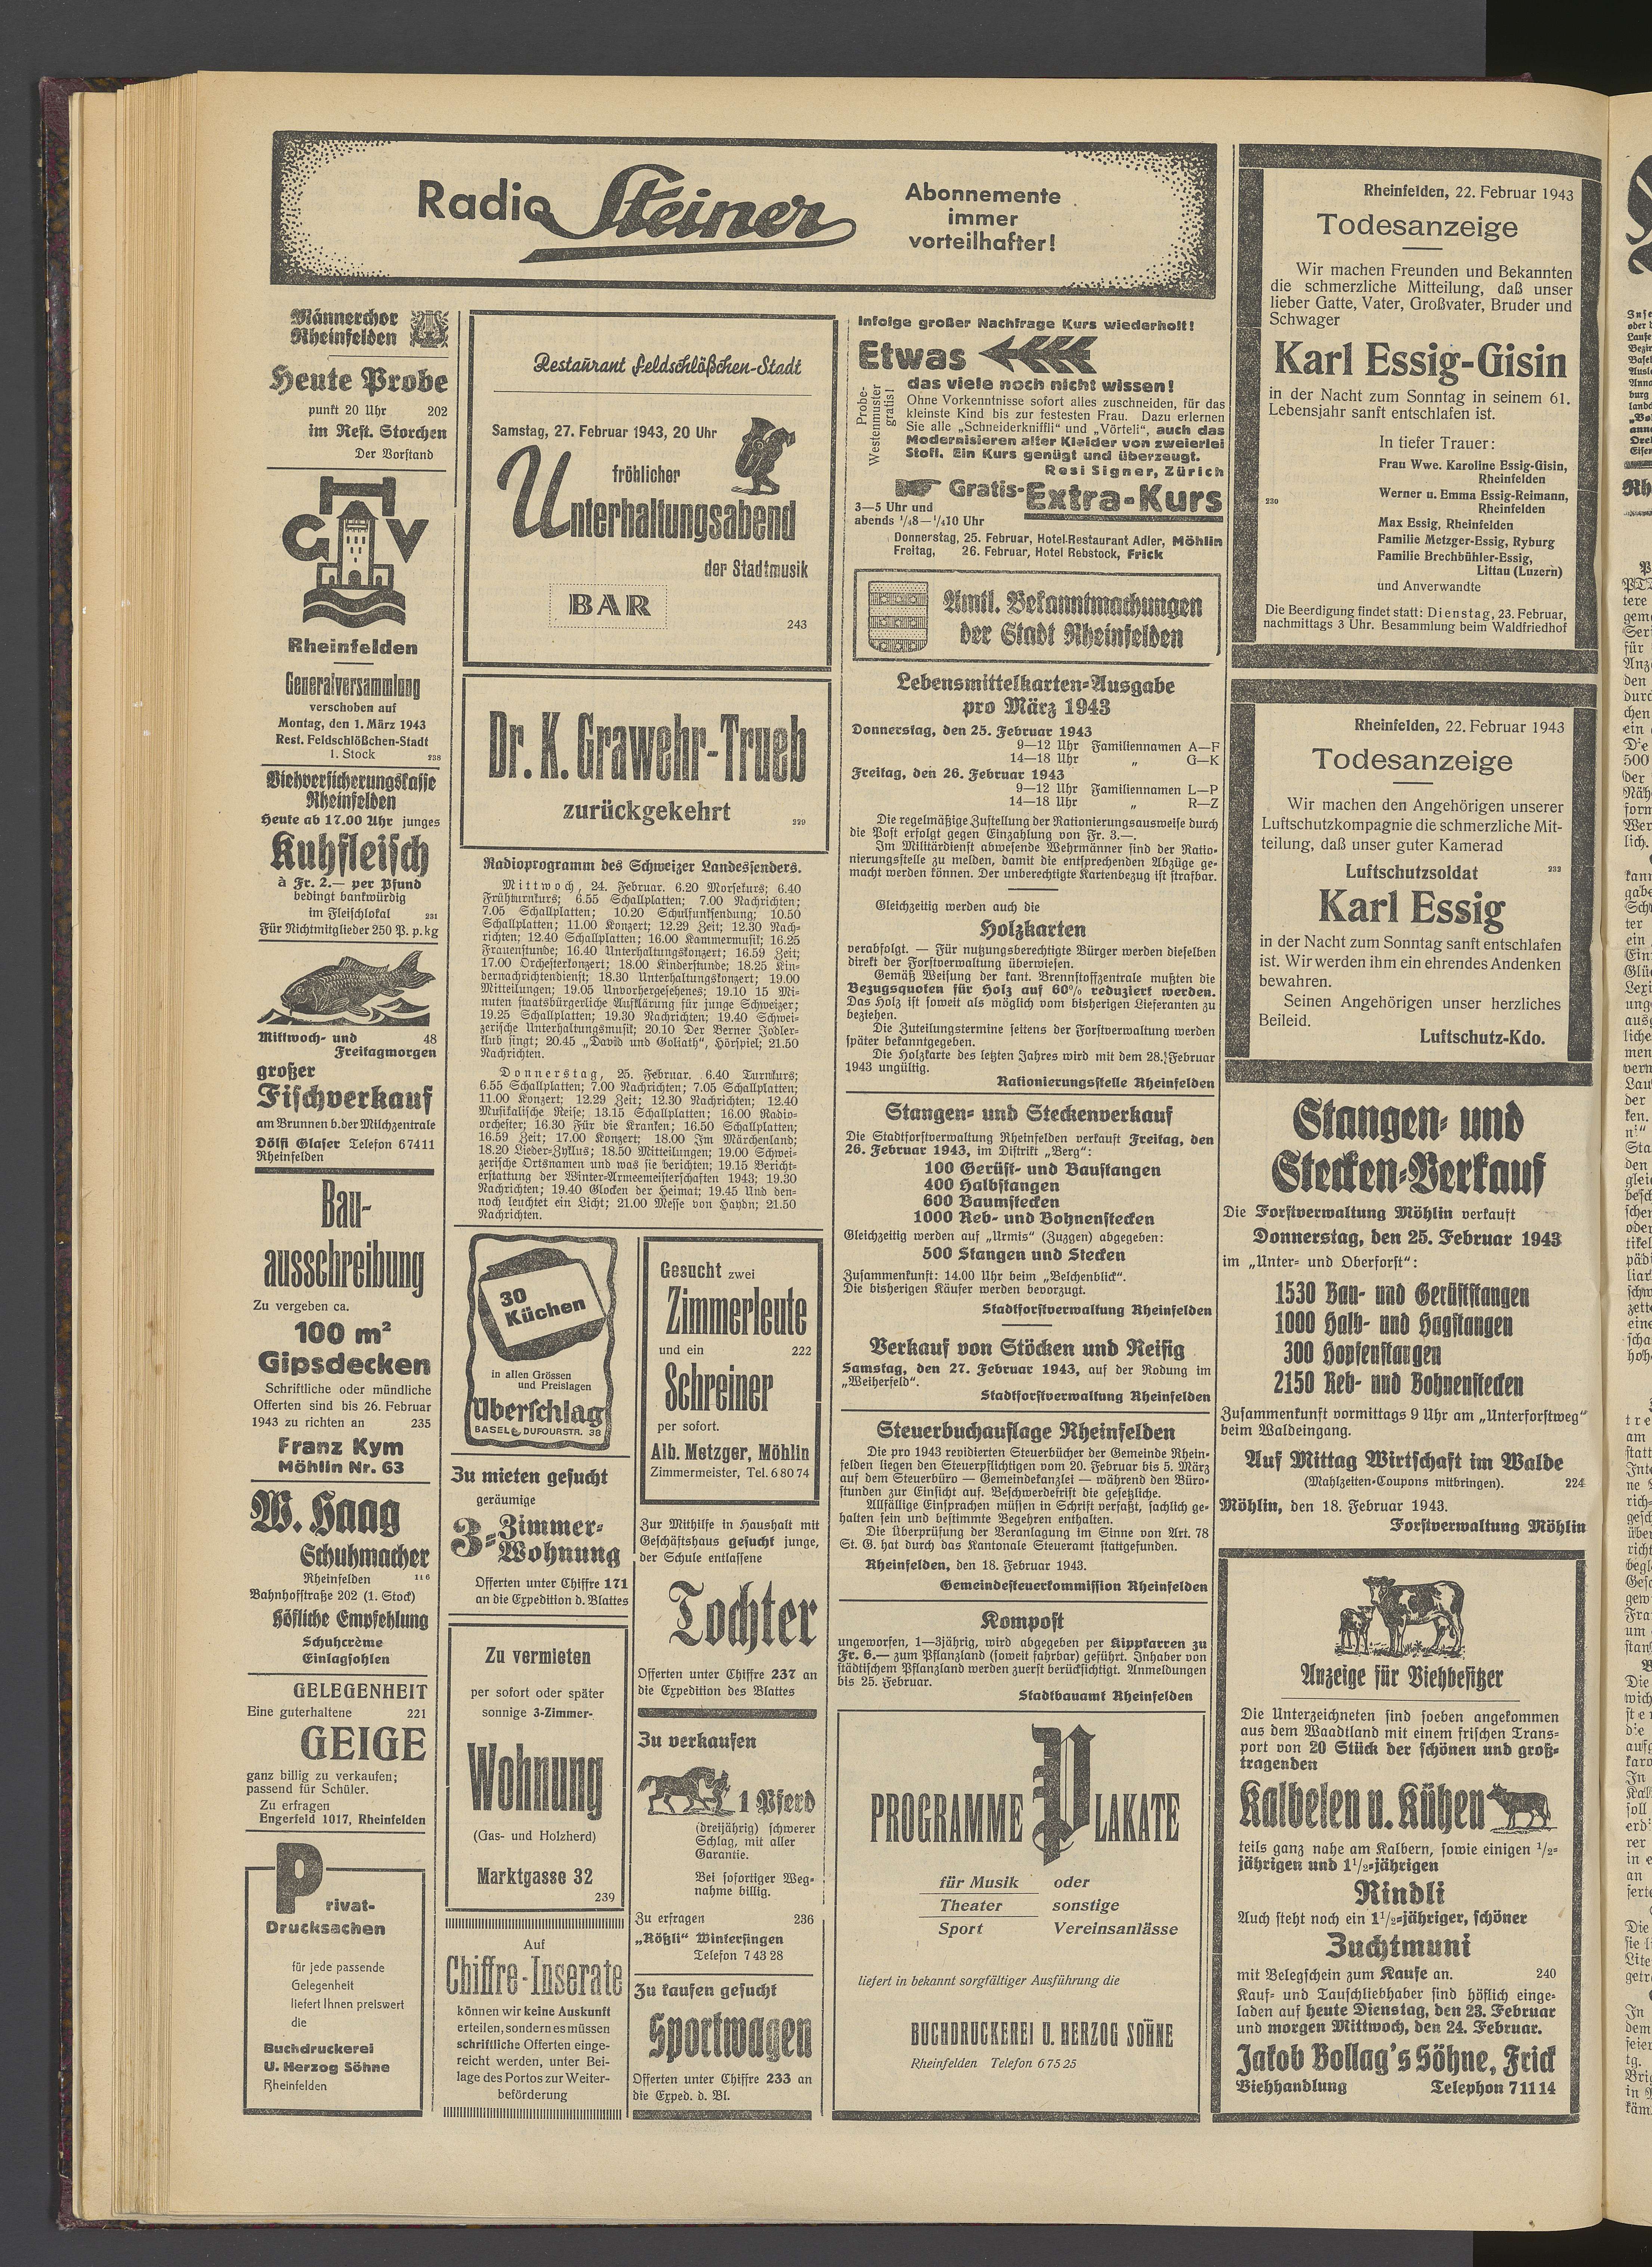 Radio Steiner
Abonnemente
immer
vorteilhafter!
Männerchor
Rheinfelden
Heute Probe
punkt 20 Uhr 202
im Rest. Storchen
Der Vorstand
G V
Rheinfelden
Generalversammlung
verschoben auf
Montag, den 1. März 1943
Rest. Feldschlößchen-Stadt
1. Stock 238
Viehversicherungskasse
Rheinfelden
Heute ab 17.00 Uhr junges
Kuhfleisch
à Fr. 2.— per Pfund
bedingt bankwürdig
im Fleischlokal 231
Für Nichtmitglieder 250 P. p. kg
Mittwoch- und 48
Freitagmorgen
großer
Fischverkauf
am Brunnen b. der Milchzentrale
Dölfi Glaser Telefon 67411
Rheinfelden
Bau-
ausschreibung
Zu vergeben ca.
100 m²
Gipsdecken
Schriftliche oder mündliche
Offerten sind bis 26. Februar
1943 zu richten an 235
Franz Kym
Möhlin Nr. 63
W. Haag
Schuhmacher
Rheinfelden 116
Bahnhofstraße 202 (1. Stock)
Höfliche Empfehlung
Schuhcrème
Einlagsohlen
GELEGENHEIT
Eine guterhaltene 221
GEIGE
ganz billig zu verkaufen;
passend für Schüler.
Zu erfragen
Engerfeld 1017, Rheinfelden
Privat-
Drucksachen
für jede passende
Gelegenheit
liefert Ihnen preiswert
die
Buchdruckerei
U. Herzog Söhne
Rheinfelden
Restaurant Feldschlößchen-Stadt
Samstag, 27. Februar 1943, 20 Uhr
fröhlicher
Unterhaltungsabend
der Stadtmusik
BAR
243
Dr. K. Grawehr-Trueb
zurückgekehrt
229
Radioprogramm des Schweizer Landessenders.
Mittwoch, 24. Februar. 6.20 Morsekurs; 6.40
Frühturnkurs; 6.55 Schallplatten; 7.00 Nachrichten;
7.05 Schallplatten; 10.20 Schulfunksendung; 10.50
Schallplatten; 11.00 Konzert; 12.29 Zeit; 12.30 Nach-
richten; 12.40 Schallplatten; 16.00 Kammermusik; 16.25
Frauenstunde; 16.40 Unterhaltungskonzert; 16.59 Zeit;
17.00 Orchesterkonzert; 18.00 Kinderstunde; 18.25 Kin-
dernachrichtendienst; 18.30 Unterhaltungskonzert; 19.00
Mitteilungen; 19.05 Unvorhergesehenes; 19.10 15 Mi-
nuten staatsbürgerliche Aufklärung für junge Schweizer;
19.25 Schallplatten; 19.30 Nachrichten; 19.40 Schwei-
zerische Unterhaltungsmusik; 20.10 Der Berner Jodler-
klub singt; 20.45 „David und Goliath“, Hörspiel; 21.50
Nachrichten.
Donnerstag, 25. Februar. 6.40 Turnkurs;
6.55 Schallplatten; 7.00 Nachrichten; 7.05 Schallplatten;
11.00 Konzert; 12.29 Zeit; 12.30 Nachrichten; 12.40
Musikalische Reise; 13.15 Schallplatten; 16.00 Radio-
orchester; 16.30 Für die Kranken; 16.50 Schallplatten;
16.59 Zeit; 17.00 Konzert; 18.00 Im Märchenland;
18.20 Lieder-Zyklus; 18.50 Mitteilungen; 19.00 Schwei-
zerische Ortsnamen und was sie berichten; 19.15 Bericht-
erstattung der Winter-Armeemeisterschaften 1943; 19.30
Nachrichten; 19.40 Glocken der Heimat; 19.45 Und den-
noch leuchtet ein Licht; 21.00 Messe von Haydn; 21.50
Nachrichten.
30
Küchen
in allen Grössen
und Preislagen
Überschlag
BASEL DUFOURSTR. 38
Zu mieten gesucht
geräumige
3-Zimmer-
Wohnung
Offerten unter Chiffre 171
an die Expedition d. Blattes
Zu vermieten
per sofort oder später
sonnige 3-Zimmer-
Wohnung
(Gas- und Holzherd)
Marktgasse 32
239
Auf
Chiffre-Inserate
können wir keine Auskunft
erteilen, sondern es müssen
schriftliche Offerten einge-
reicht werden, unter Bei-
lage des Portos zur Weiter-
beförderung
Gesucht zwei
Zimmerleute
und ein 222
Schreiner
per sofort.
Alb. Metzger, Möhlin
Zimmermeister, Tel. 6 80 74
Zur Mithilfe in Haushalt mit
Geschäftshaus gesucht junge,
der Schule entlassene
Tochter
Offerten unter Chiffre 237 an
die Expedition des Blattes
Zu verkaufen
1 Pferd
(dreijährig) schwerer
Schlag, mit aller
Garantie.
Bei sofortiger Weg-
nahme billig.
Zu erfragen 236
„Rößli“ Wintersingen
Telefon 7 43 28
Zu kaufen gesucht
Sportwagen
Offerten unter Chiffre 233 an
die Exped. d. Bl.
Infolge großer Nachfrage Kurs wiederholt!
Etwas
das viele noch nicht wissen!
Probe-
Westenmuster
gratis!
Ohne Vorkenntnisse sofort alles zuschneiden, für das
kleinste Kind bis zur festesten Frau. Dazu erlernen
Sie alle „Schneiderkniffli“ und „Vörteli“, auch das
Modernisieren alter Kleider von zweierlei
Stoff. Ein Kurs genügt und überzeugt.
Resi Signer, Zürich
Gratis-Extra-Kurs
3—5 Uhr und
abends ¼8—¼10 Uhr
Donnerstag, 25. Februar, Hotel-Restaurant Adler, Möhlin
Freitag, 26. Februar, Hotel Rebstock, Frick
Amtl. Bekanntmachungen
der Stadt Rheinfelden
Lebensmittelkarten-Ausgabe
pro März 1943
Donnerstag, den 25. Februar 1943
9—12 Uhr Familiennamen A—F
14—18 Uhr „ G—K
Freitag, den 26. Februar 1943
9—12 Uhr Familiennamen L—P
14—18 Uhr „ R—Z
Die regelmäßige Zustellung der Rationierungsausweise durch
die Post erfolgt gegen Einzahlung von Fr. 3.—.
Im Militärdienst abwesende Wehrmänner sind der Ratio-
nierungsstelle zu melden, damit die entsprechenden Abzüge ge-
macht werden können. Der unberechtigte Kartenbezug ist strafbar.
Gleichzeitig werden auch die
Holzkarten
verabfolgt. — Für nutzungsberechtigte Bürger werden dieselben
direkt der Forstverwaltung überwiesen.
Gemäß Weisung der kant. Brennstoffzentrale mußten die
Bezugsquoten für Holz auf 60% reduziert werden.
Das Holz ist soweit als möglich vom bisherigen Lieferanten zu
beziehen.
Die Zuteilungstermine seitens der Forstverwaltung werden
später bekanntgegeben.
Die Holzkarte des letzten Jahres wird mit dem 28. Februar
1943 ungültig.
Rationierungsstelle Rheinfelden
Stangen- und Steckenverkauf
Die Stadtforstverwaltung Rheinfelden verkauft Freitag, den
26. Februar 1943, im Distrikt „Berg“:
100 Gerüst- und Baustangen
400 Halbstangen
600 Baumstecken
1000 Reb- und Bohnenstecken
Gleichzeitig werden auf „Urmis“ (Zuzgen) abgegeben:
500 Stangen und Stecken
Zusammenkunft: 14.00 Uhr beim „Belchenblick“.
Die bisherigen Käufer werden bevorzugt.
Stadtforstverwaltung Rheinfelden
Verkauf von Stöcken und Reisig
Samstag, den 27. Februar 1943, auf der Rodung im
„Weiherfeld“.
Stadtforstverwaltung Rheinfelden
Steuerbuchauflage Rheinfelden
Die pro 1943 revidierten Steuerbücher der Gemeinde Rhein-
felden liegen den Steuerpflichtigen vom 20. Februar bis 5. März
auf dem Steuerbüro — Gemeindekanzlei — während den Büro-
stunden zur Einsicht auf. Beschwerdefrist die gesetzliche.
Allfällige Einsprachen müssen in Schrift verfaßt, sachlich ge-
halten sein und bestimmte Begehren enthalten.
Die Überprüfung der Veranlagung im Sinne von Art. 78
St. G. hat durch das Kantonale Steueramt stattgefunden.
Rheinfelden, den 18. Februar 1943.
Gemeindesteuerkommission Rheinfelden
Kompost
ungeworfen, 1—3jährig, wird abgegeben per Kippkarren zu
Fr. 6.— zum Pflanzland (soweit fahrbar) geführt. Inhaber von
städtischem Pflanzland werden zuerst berücksichtigt. Anmeldungen
bis 25. Februar.
Stadtbauamt Rheinfelden
PROGRAMME PLAKATE
für Musik oder
Theater sonstige
Sport Vereinsanlässe
liefert in bekannt sorgfältiger Ausführung die
BUCHDRUCKEREI U. HERZOG SÖHNE
Rheinfelden Telefon 6 75 25
Rheinfelden, 22. Februar 1943
Todesanzeige
Wir machen Freunden und Bekannten
die schmerzliche Mitteilung, daß unser
lieber Gatte, Vater, Großvater, Bruder und
Schwager
Karl Essig-Gisin
in der Nacht zum Sonntag in seinem 61.
Lebensjahr sanft entschlafen ist.
In tiefer Trauer:
Frau Wwe. Karoline Essig-Gisin,
Rheinfelden
230 Werner u. Emma Essig-Reimann,
Rheinfelden
Max Essig, Rheinfelden
Familie Metzger-Essig, Ryburg
Familie Brechbühler-Essig,
Littau (Luzern)
und Anverwandte
Die Beerdigung findet statt: Dienstag, 23. Februar,
nachmittags 3 Uhr. Besammlung beim Waldfriedhof
Rheinfelden, 22. Februar 1943
Todesanzeige
Wir machen den Angehörigen unserer
Luftschutzkompagnie die schmerzliche Mit-
teilung, daß unser guter Kamerad
Luftschutzsoldat 232
Karl Essig
in der Nacht zum Sonntag sanft entschlafen
ist. Wir werden ihm ein ehrendes Andenken
bewahren.
Seinen Angehörigen unser herzliches
Beileid.
Luftschutz-Kdo.
Stangen- und
Stecken-Verkauf
Die Forstverwaltung Möhlin verkauft
Donnerstag, den 25. Februar 1943
im „Unter- und Oberforst“:
1530 Bau- und Gerüststangen
1000 Halb- und Hagstangen
300 Hopfenstangen
2150 Reb- und Bohnenstecken
Zusammenkunft vormittags 9 Uhr am „Unterforstweg“
beim Waldeingang.
Auf Mittag Wirtschaft im Walde
(Mahlzeiten-Coupons mitbringen). 224
Möhlin, den 18. Februar 1943.
Forstverwaltung Möhlin
Anzeige für Viehbesitzer
Die Unterzeichneten sind soeben angekommen
aus dem Waadtland mit einem frischen Trans-
port von 20 Stück der schönen und groß-
tragenden
Kalbelen u. Kühen
teils ganz nahe am Kalbern, sowie einigen ½-
jährigen und 1½-jährigen
Rindli
Auch steht noch ein 1½-jähriger, schöner
Zuchtmuni
mit Belegschein zum Kaufe an. 240
Kauf- und Tauschliebhaber sind höflich einge-
laden auf heute Dienstag, den 23. Februar
und morgen Mittwoch, den 24. Februar.
Jakob Bollag's Söhne, Frick
Viehhandlung Telephon 71114